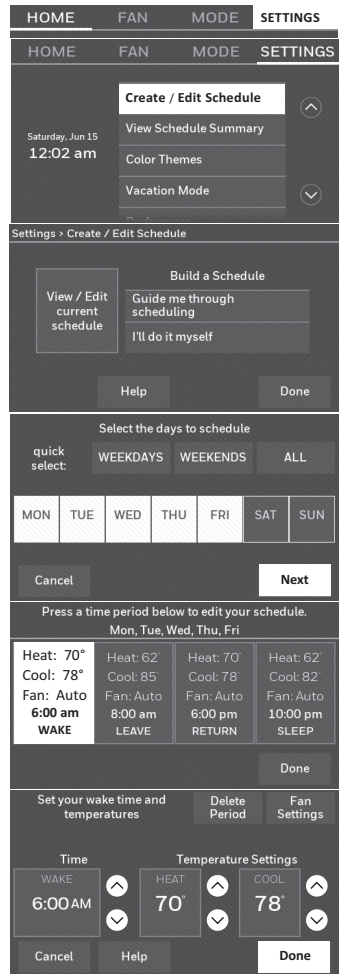 HOME FAN MODE SETTINGS
HOME FAN MODE SETTINGS
Saturday, Jun 15
12:02 am
Create / Edit Schedule
View Schedule Summary
Color Themes
Vacation Mode
Settings > Create / Edit Schedule
View / Edit
current
schedule
Build a Schedule
Guide me through
scheduling
I'll do it myself
Help Done
Select the days to schedule
quick
select:
WEEKDAYS WEEKENDS ALL
MON TUE WED THU FRI SAT SUN
Cancel Next
Press a time period below to edit your schedule.
Mon, Tue, Wed, Thu, Fri
Heat: 70°
Cool: 78°
Fan: Auto
6:00 am
WAKE
Heat: 62°
Cool: 85°
Fan: Auto
8:00 am
LEAVE
Heat: 70°
Cool: 78°
Fan: Auto
6:00 pm
RETURN
Heat: 62°
Cool: 82°
Fan: Auto
10:00 pm
SLEEP
Done
Set your wake time and
temperatures
Delete
Period
Fan
Settings
Time Temperature Settings
WAKE
6:00 AM
HEAT
70°
COOL
78°
Cancel Help Done